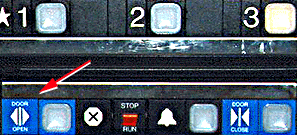 ★1 2 3
DOOR OPEN
STOP RUN
DOOR CLOSE